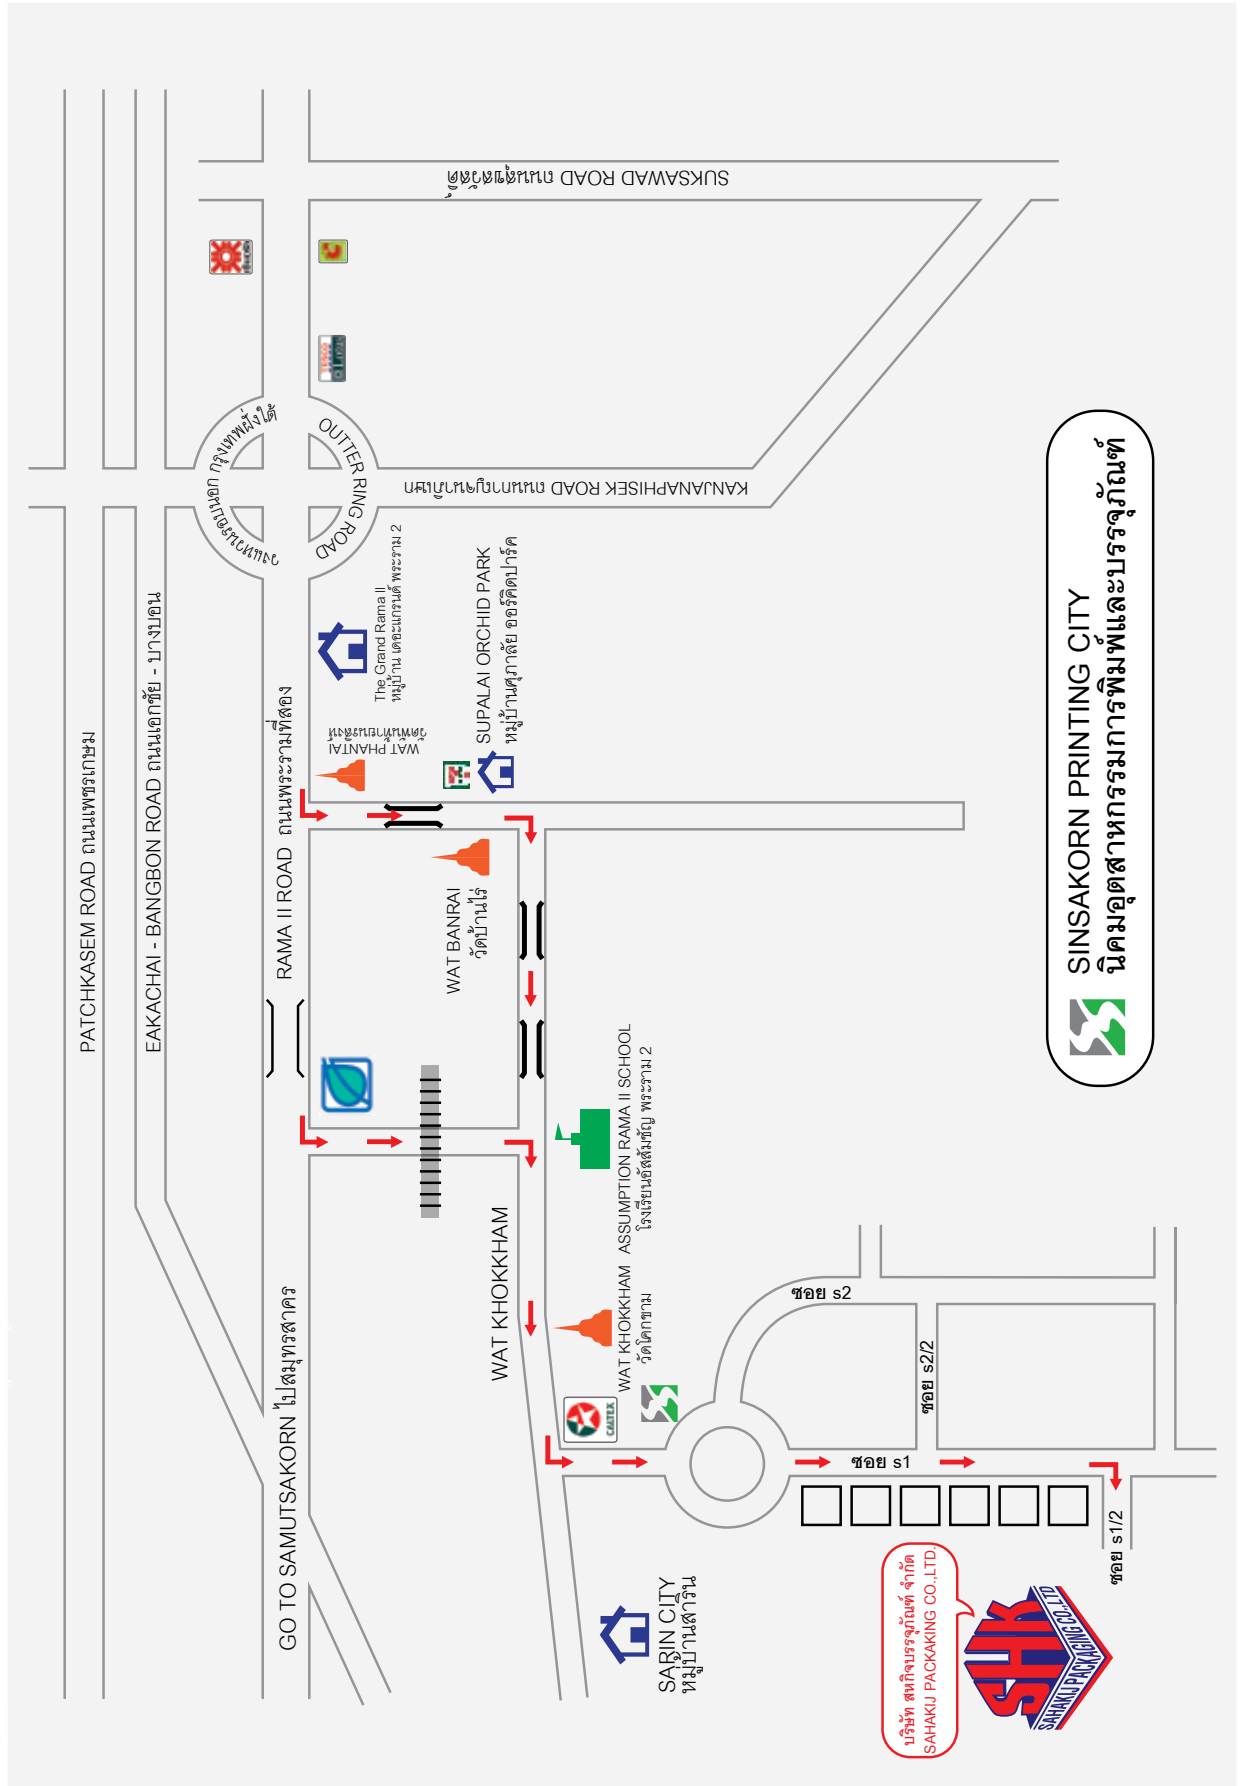 PATCHKASEM ROAD ถนนเพชรเกษม
EAKACHAI - BANGBON ROAD ถนนเอกชัย - บางบอน
GO TO SAMUTSAKORN ไปสมุทรสาคร
RAMA II ROAD ถนนพระรามที่สอง
วงแหวนรอบนอก กรุงเทพฝั่งใต้
OUTTER RING ROAD
SUKSAWAD ROAD ถนนสุขสวัสดิ์
KANJANAPHISEK ROAD ถนนกาญจนาภิเษก
The Grand Rama II
หมู่บ้าน เดอะแกรนด์ พระราม 2
WAT PHANTAI
วัดพันท้ายนรสิงห์
SUPALAI ORCHID PARK
หมู่บ้านศุภาลัย ออร์คิดปาร์ค
WAT BANRAI
วัดบ้านไร่
WAT KHOKKHAM
ASSUMPTION RAMA II SCHOOL
โรงเรียนอัสสัมชัญ พระราม 2
WAT KHOKKHAM
วัดโคกขาม
CALTEX
SARIN CITY
หมู่บ้านสาริน
ซอย s2
ซอย s2/2
ซอย s1
ซอย s1/2
บริษัท สหกิจบรรจุภัณฑ์ จำกัด
SAHAKIJ PACKAKING CO.,LTD.
SHK
SAHAKIJ PACKAGING CO.,LTD
SINSAKORN PRINTING CITY
นิคมอุตสาหกรรมการพิมพ์และบรรจุภัณฑ์